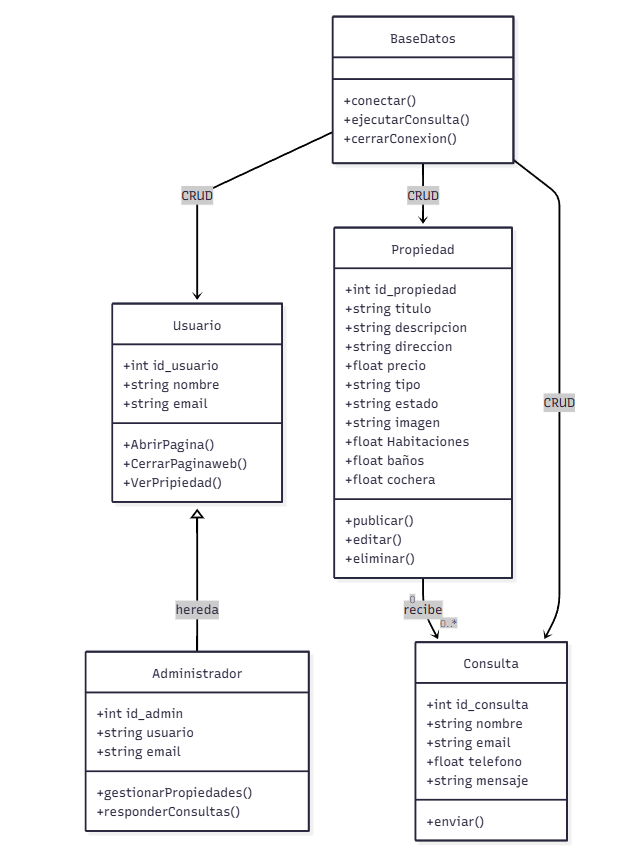 BaseDatos
+conectar()
+ejecutarConsulta()
+cerrarConexion()
CRUD
CRUD
CRUD
Usuario
+int id_usuario
+string nombre
+string email
+AbrirPagina()
+CerrarPaginaweb()
+VerPripiedad()
Propiedad
+int id_propiedad
+string titulo
+string descripcion
+string direccion
+float precio
+string tipo
+string estado
+string imagen
+float Habitaciones
+float baños
+float cochera
+publicar()
+editar()
+eliminar()
hereda
0
recibe
0..*
Administrador
+int id_admin
+string usuario
+string email
+gestionarPropiedades()
+responderConsultas()
Consulta
+int id_consulta
+string nombre
+string email
+float telefono
+string mensaje
+enviar()